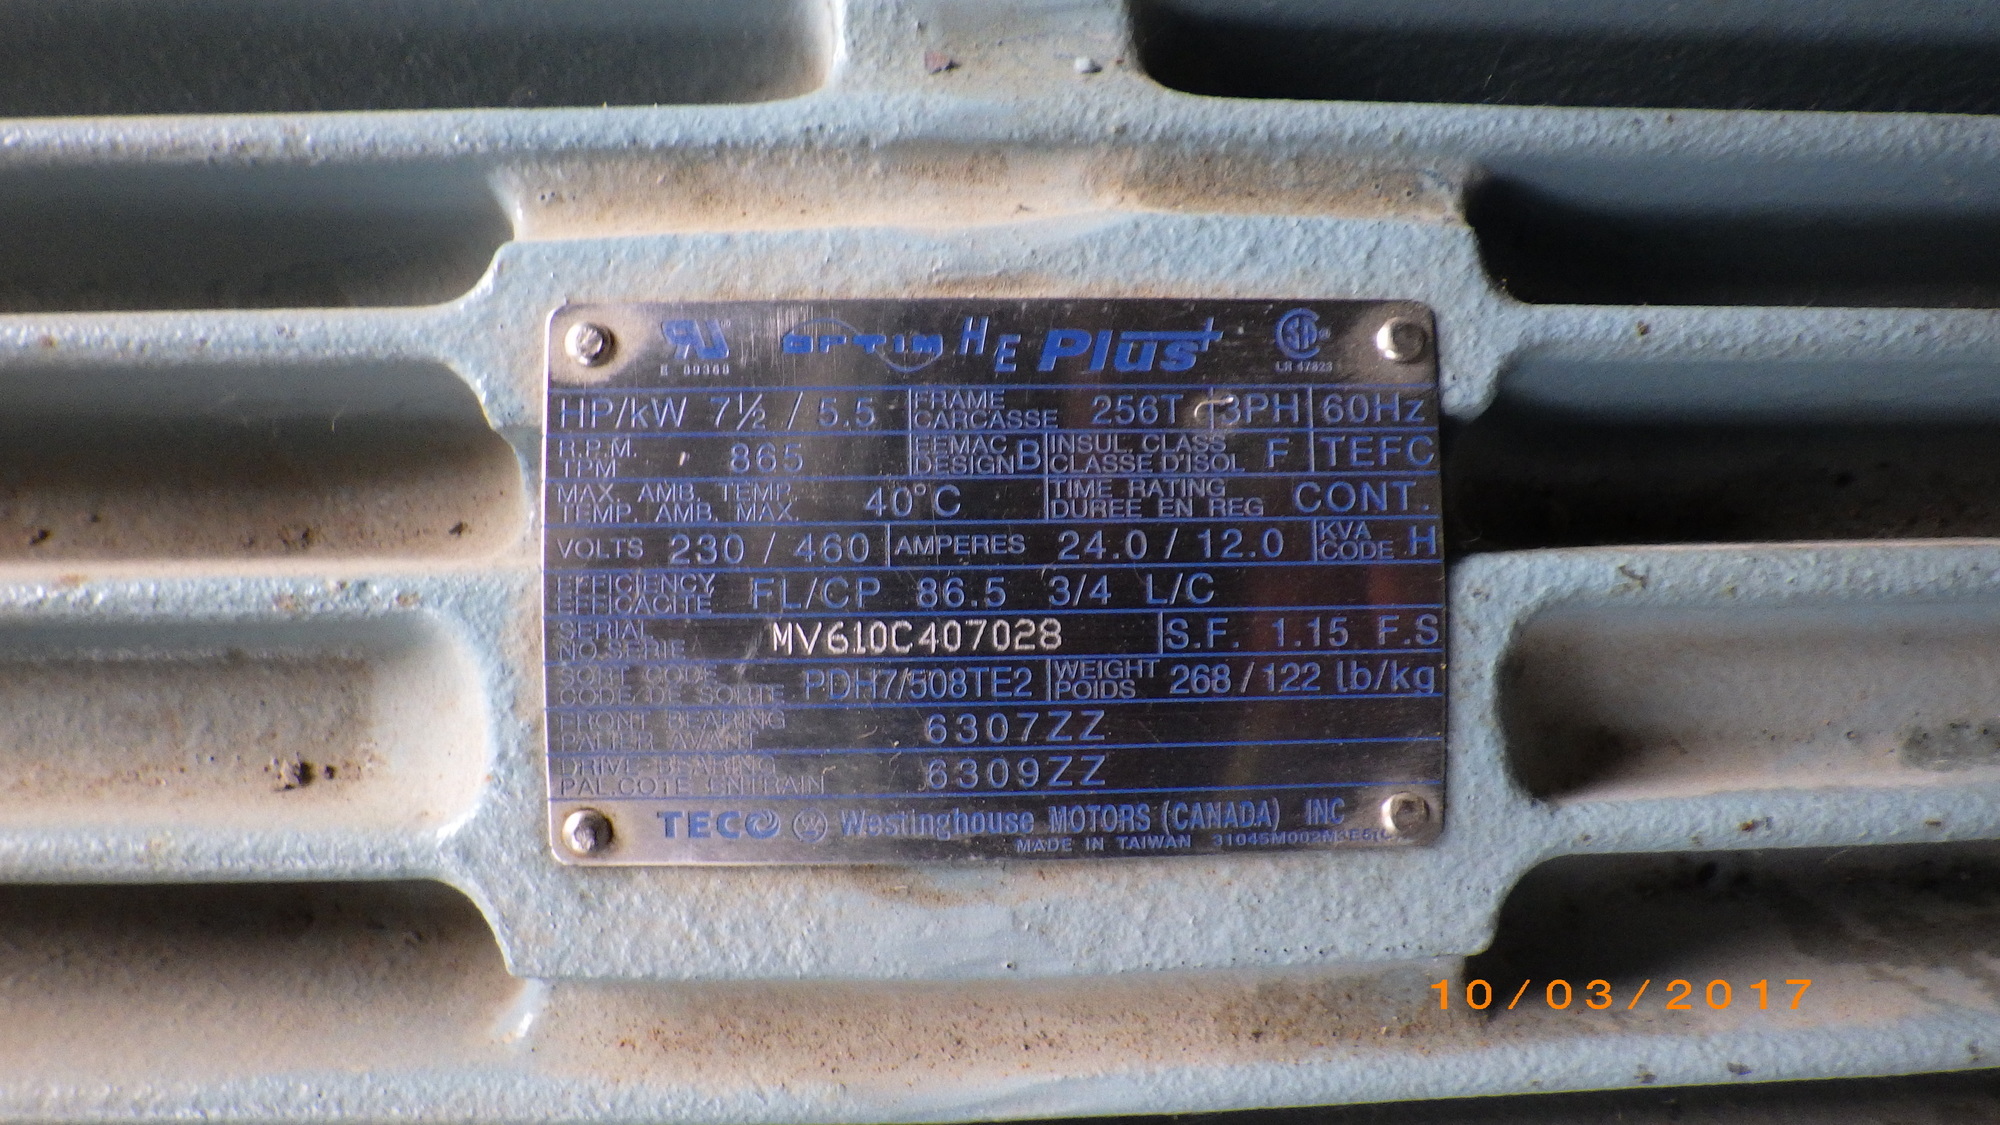 OPTIM HE Plus+
E 89368
LR 47823
HP/kW 7½ / 5.5 FRAME CARCASSE 256T 3PH 60Hz
R.P.M. TPM 865 EEMAC DESIGN B INSUL. CLASS CLASSE D'ISOL F TEFC
MAX. AMB. TEMP. TEMP. AMB. MAX. 40°C TIME RATING DUREE EN REG CONT.
VOLTS 230 / 460 AMPERES 24.0 / 12.0 KVA CODE H
EFFICIENCY EFFICACITE FL/CP 86.5 3/4 L/C
SERIAL NO.SERIE MV610C407028 S.F. 1.15 F.S
SORT CODE CODE DE SORTE PDH7/508TE2 WEIGHT POIDS 268 / 122 lb/kg
FRONT BEARING PALIER AVANT 6307ZZ
DRIVE BEARING PAL.COTE ENTRAIN 6309ZZ
TECO Westinghouse MOTORS (CANADA) INC
MADE IN TAIWAN
10/03/2017